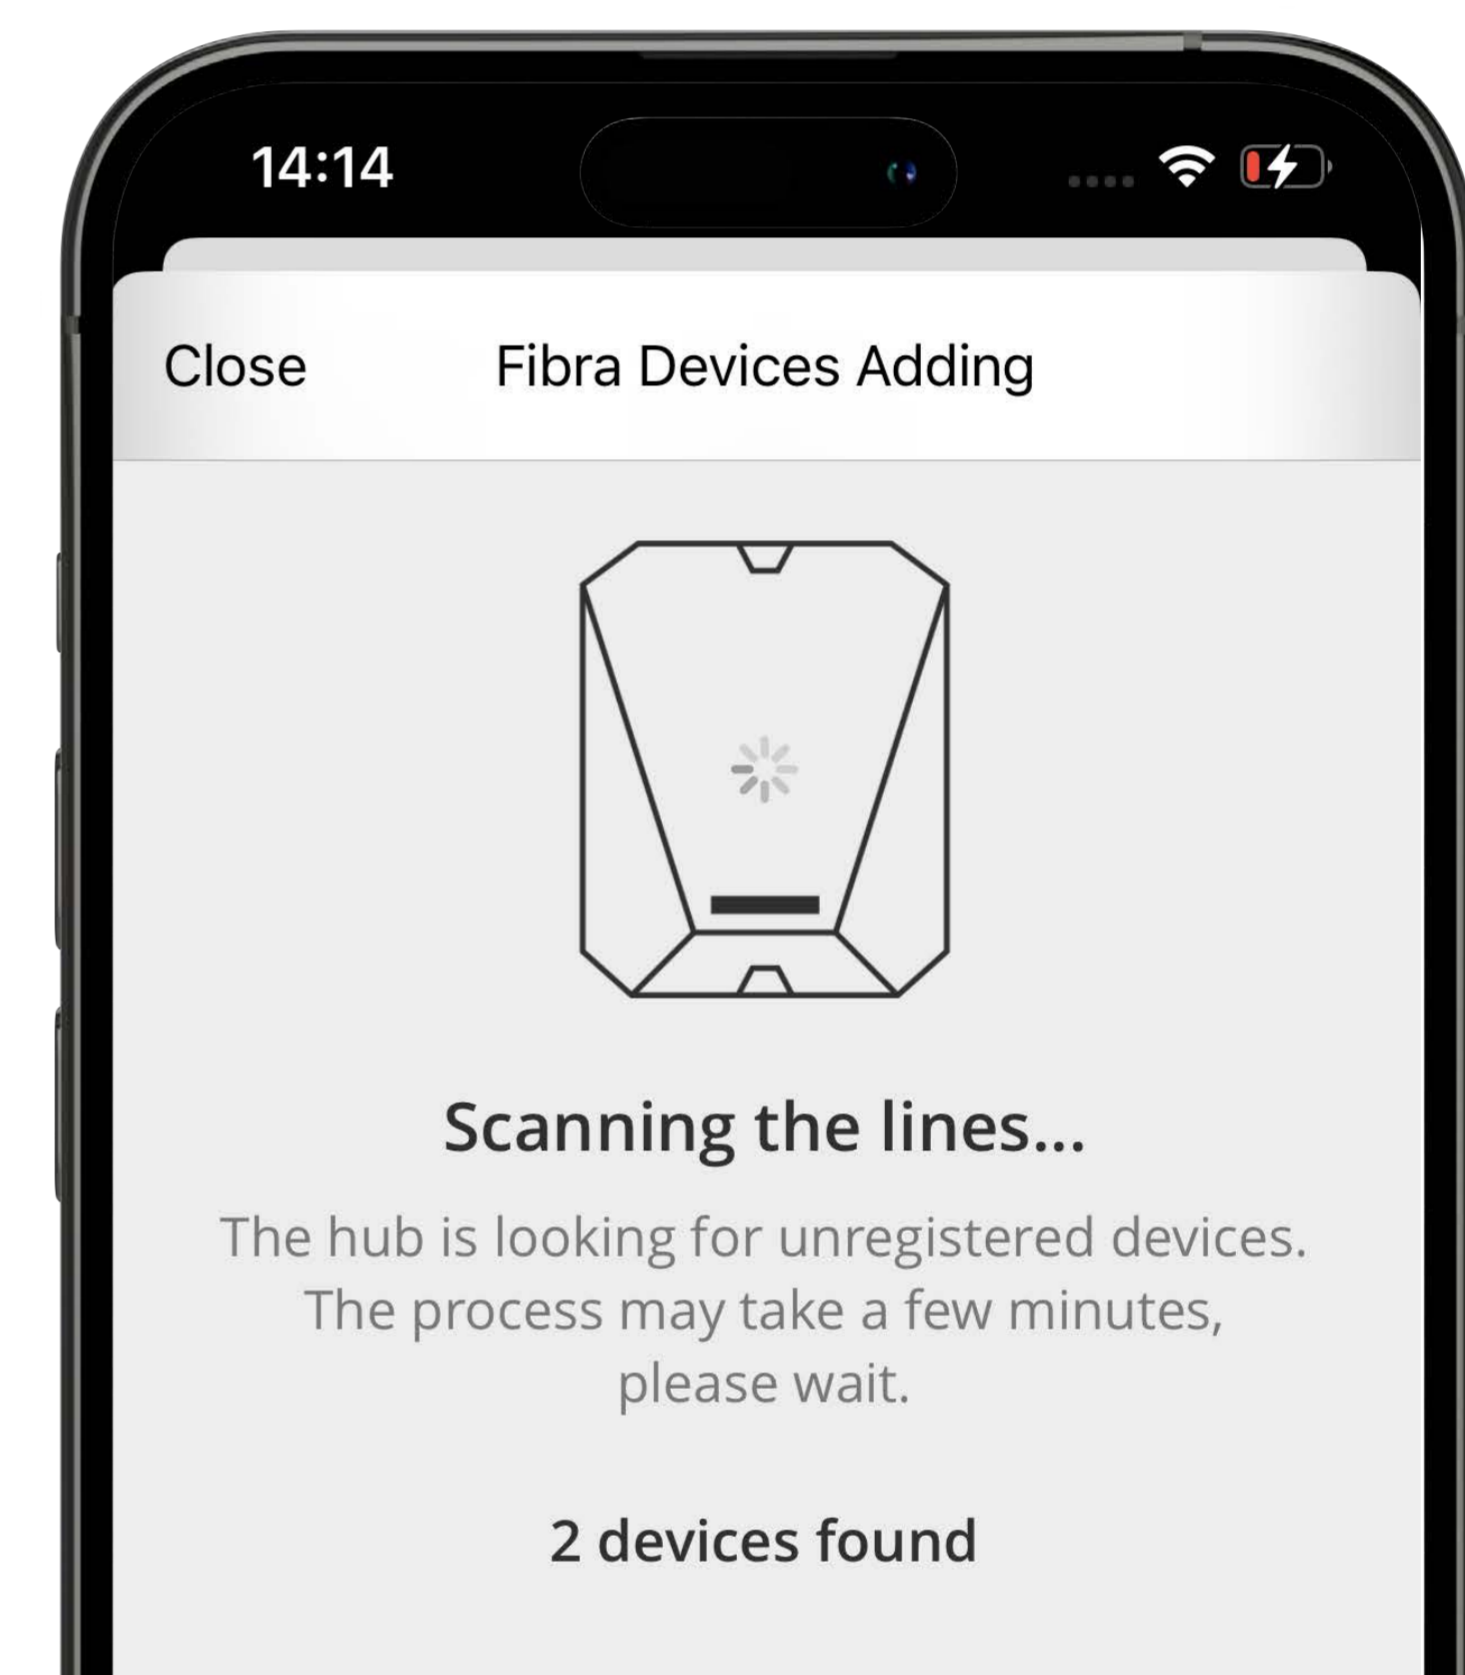 14:14
Close
Fibra Devices Adding
Scanning the lines...
The hub is looking for unregistered devices.
The process may take a few minutes,
please wait.
2 devices found